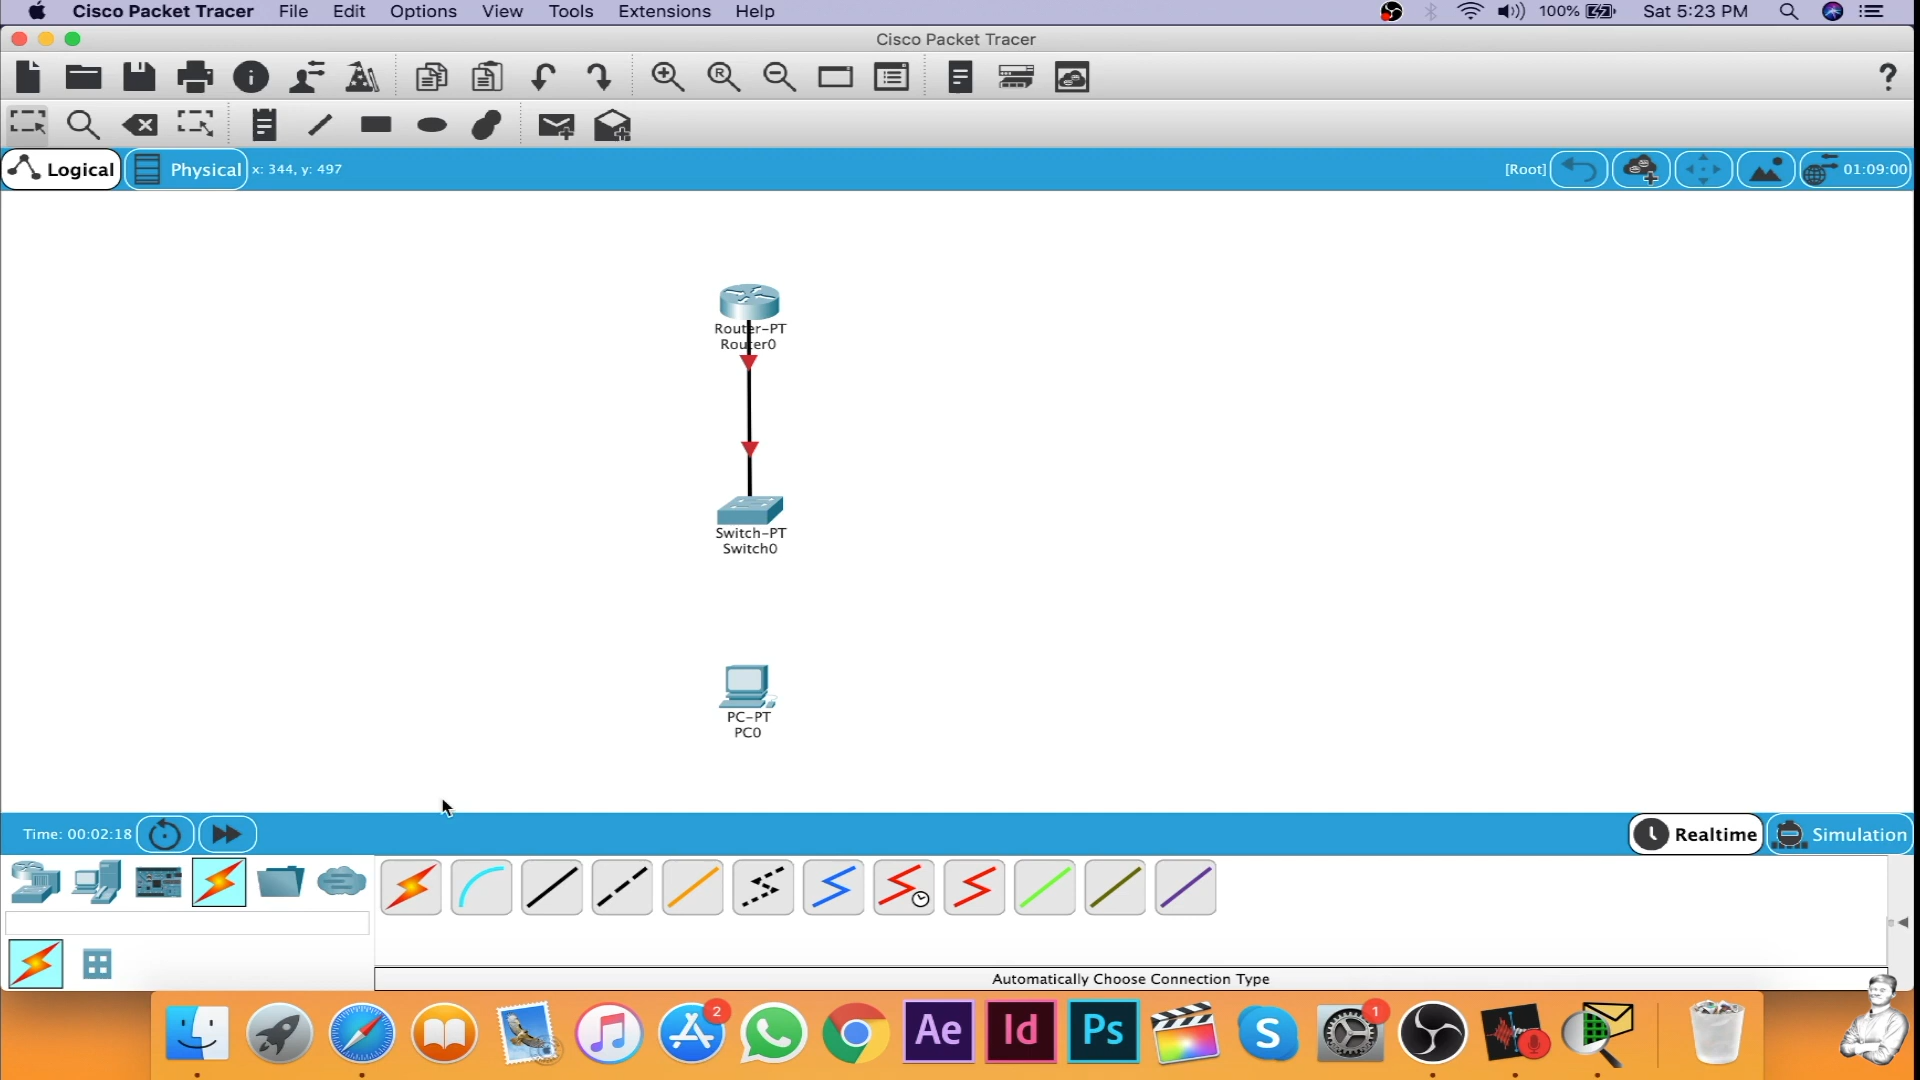 Cisco Packet Tracer File Edit Options View Tools Extensions Help 100% Sat 5:23 PM
Cisco Packet Tracer
R
?
Logical Physical x: 344, y: 497 [Root] 01:09:00
Router-PT
Router0
Switch-PT
Switch0
PC-PT
PC0
Time: 00:02:18 Realtime Simulation
Automatically Choose Connection Type
2 Ae Id Ps S 1